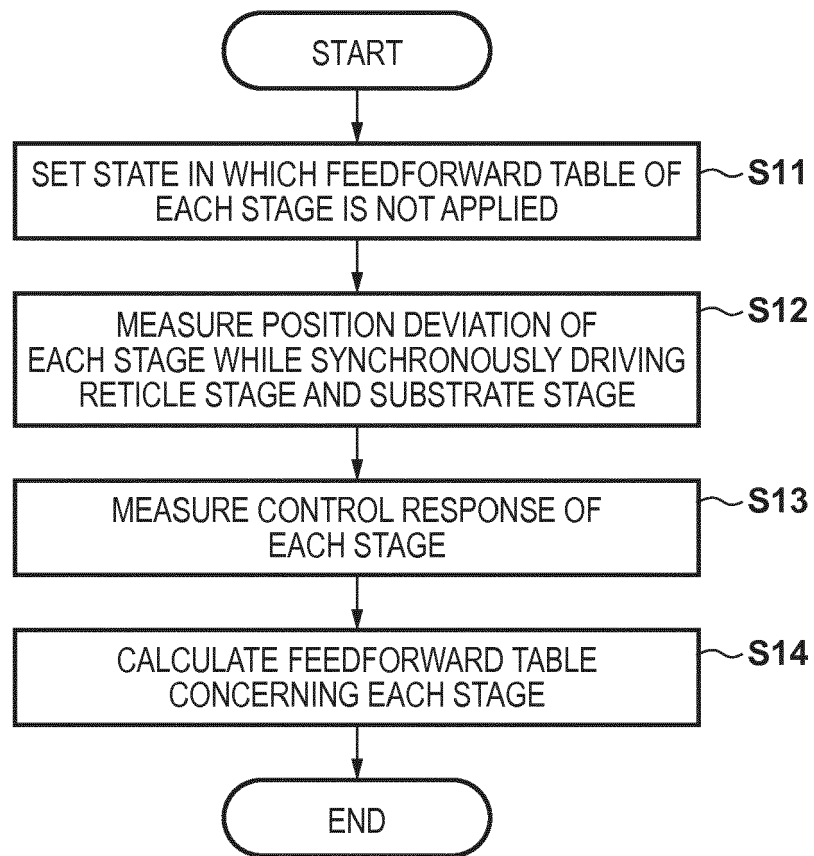 START
SET STATE IN WHICH FEEDFORWARD TABLE OF
EACH STAGE IS NOT APPLIED
S11
MEASURE POSITION DEVIATION OF
EACH STAGE WHILE SYNCHRONOUSLY DRIVING
RETICLE STAGE AND SUBSTRATE STAGE
S12
MEASURE CONTROL RESPONSE OF
EACH STAGE
S13
CALCULATE FEEDFORWARD TABLE
CONCERNING EACH STAGE
S14
END